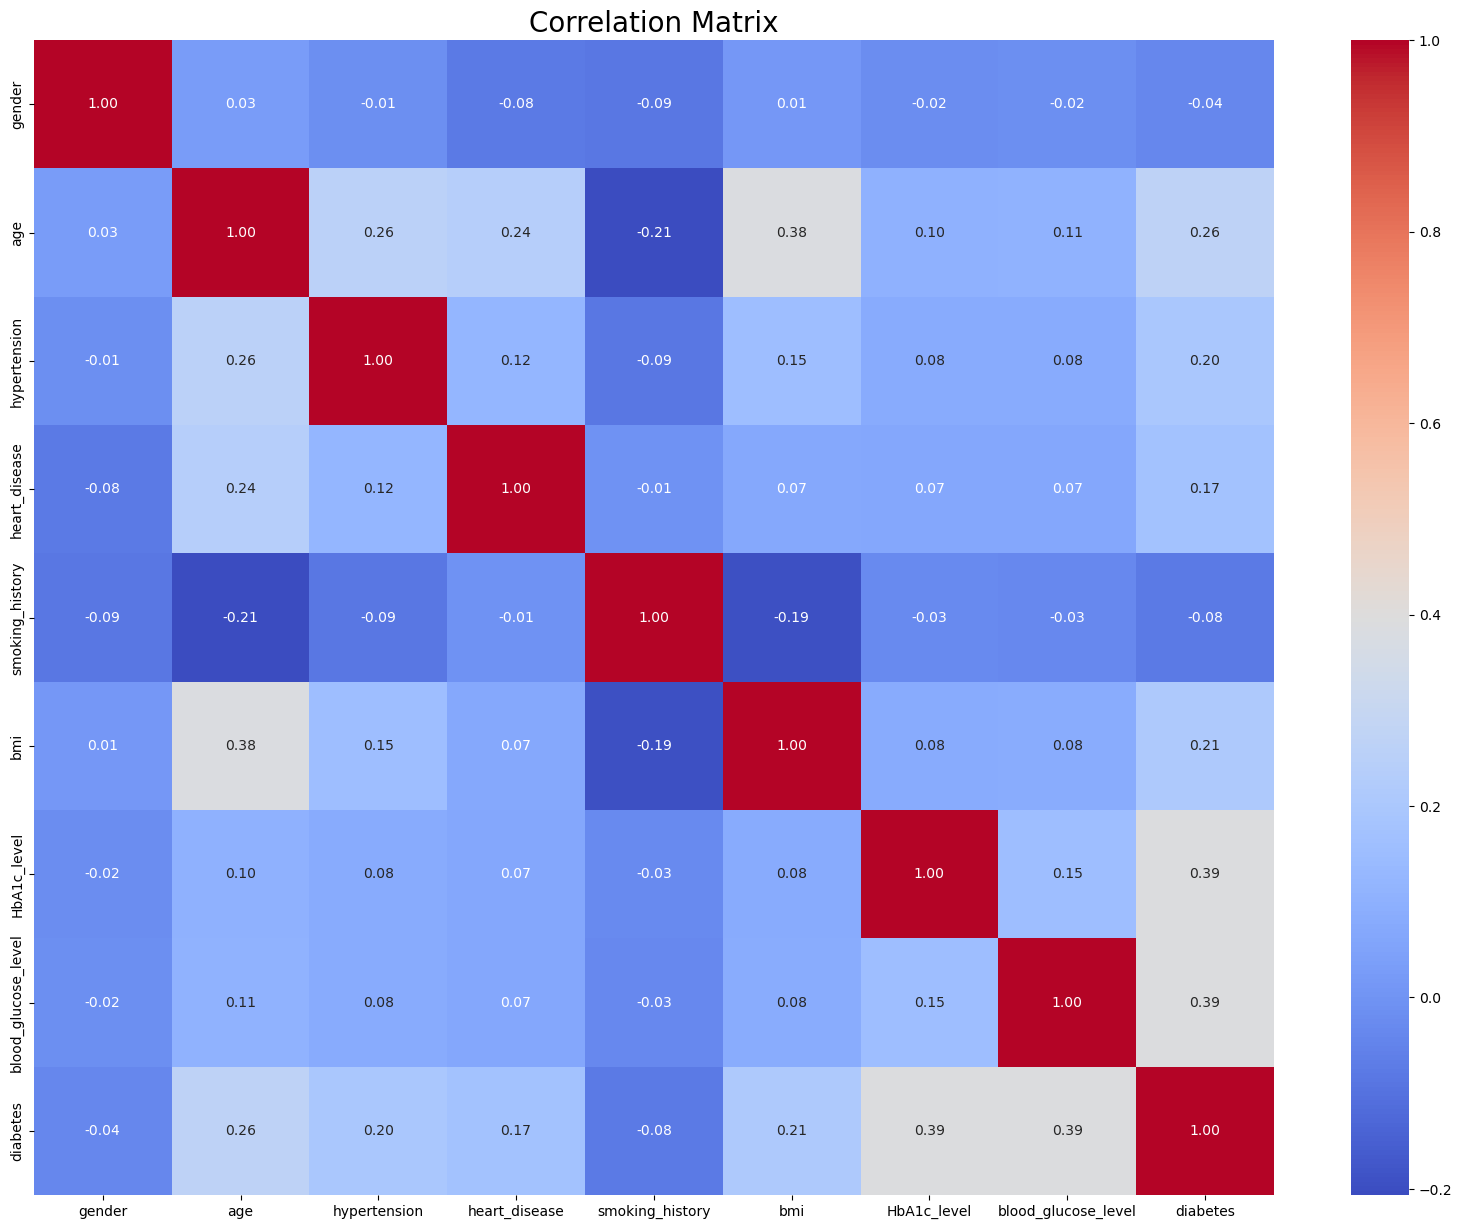 Correlation Matrix
gender 1.00 0.03 -0.01 -0.08 -0.09 0.01 -0.02 -0.02 -0.04
age 0.03 1.00 0.26 0.24 -0.21 0.38 0.10 0.11 0.26
hypertension -0.01 0.26 1.00 0.12 -0.09 0.15 0.08 0.08 0.20
heart_disease -0.08 0.24 0.12 1.00 -0.01 0.07 0.07 0.07 0.17
smoking_history -0.09 -0.21 -0.09 -0.01 1.00 -0.19 -0.03 -0.03 -0.08
bmi 0.01 0.38 0.15 0.07 -0.19 1.00 0.08 0.08 0.21
HbA1c_level -0.02 0.10 0.08 0.07 -0.03 0.08 1.00 0.15 0.39
blood_glucose_level -0.02 0.11 0.08 0.07 -0.03 0.08 0.15 1.00 0.39
diabetes -0.04 0.26 0.20 0.17 -0.08 0.21 0.39 0.39 1.00
gender age hypertension heart_disease smoking_history bmi HbA1c_level blood_glucose_level diabetes
1.0
0.8
0.6
0.4
0.2
0.0
−0.2